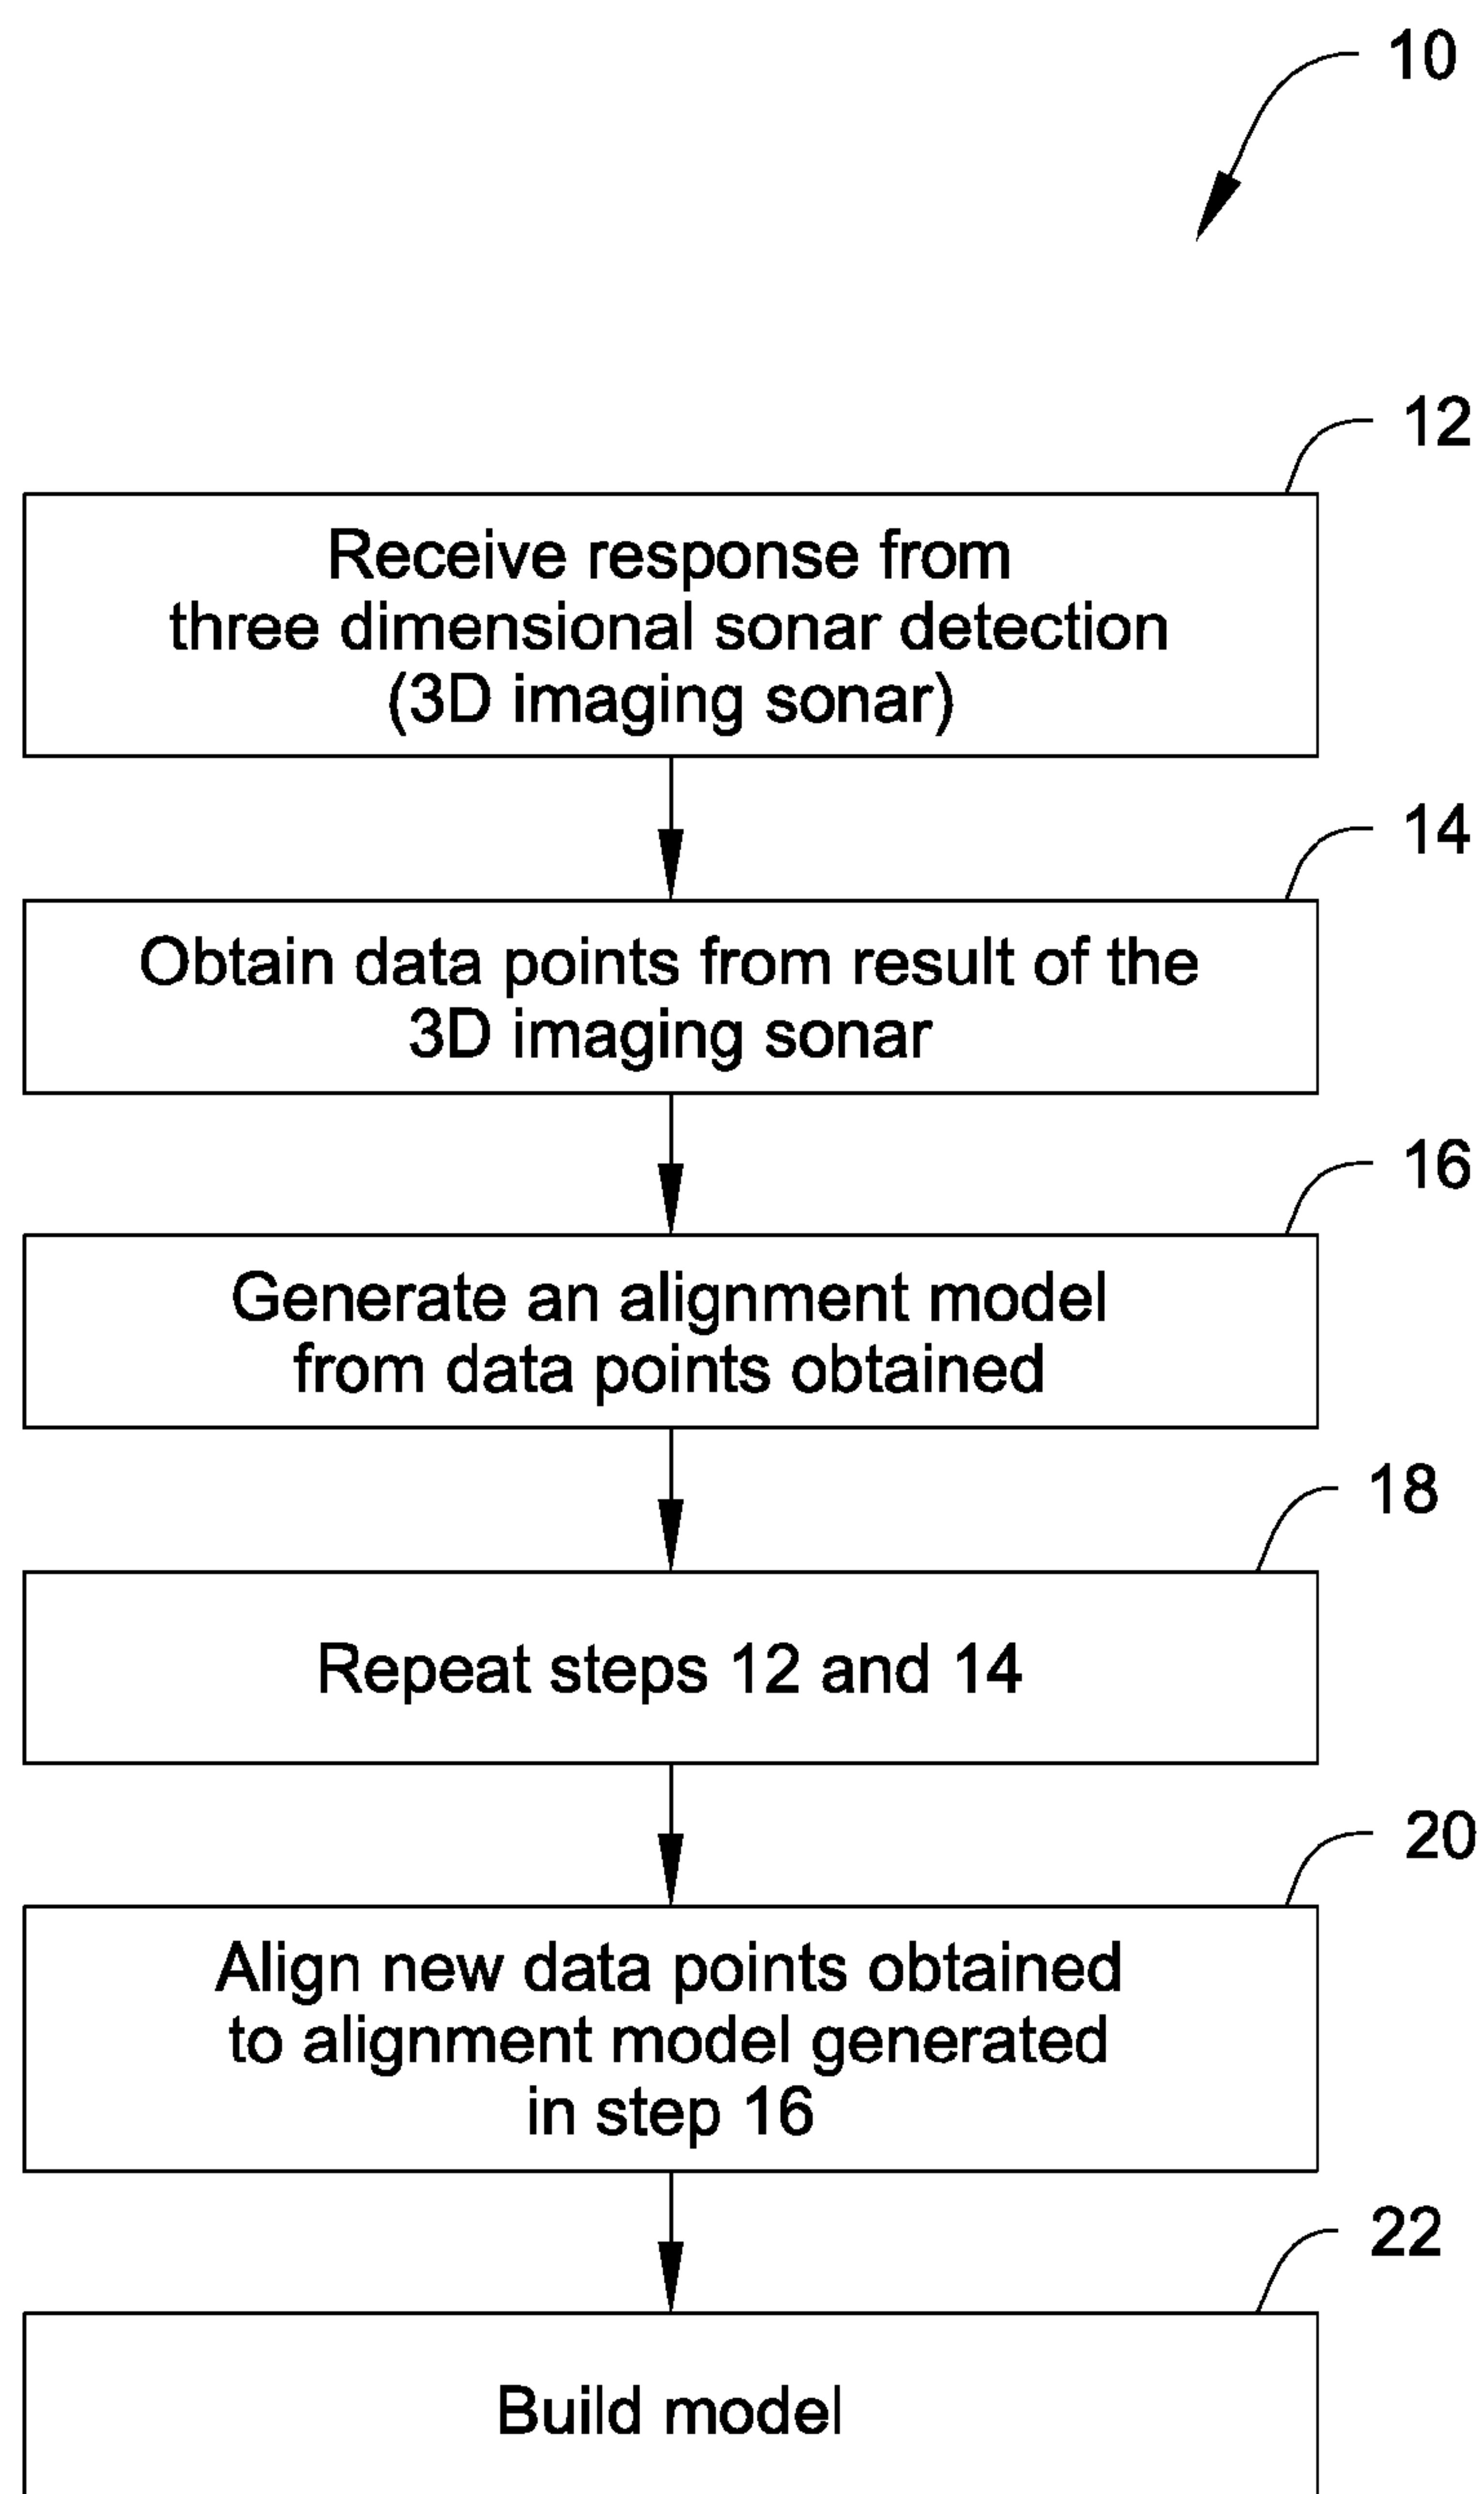 10
12
Receive response from
three dimensional sonar detection
(3D imaging sonar)
14
Obtain data points from result of the
3D imaging sonar
16
Generate an alignment model
from data points obtained
18
Repeat steps 12 and 14
20
Align new data points obtained
to alignment model generated
in step 16
22
Build model